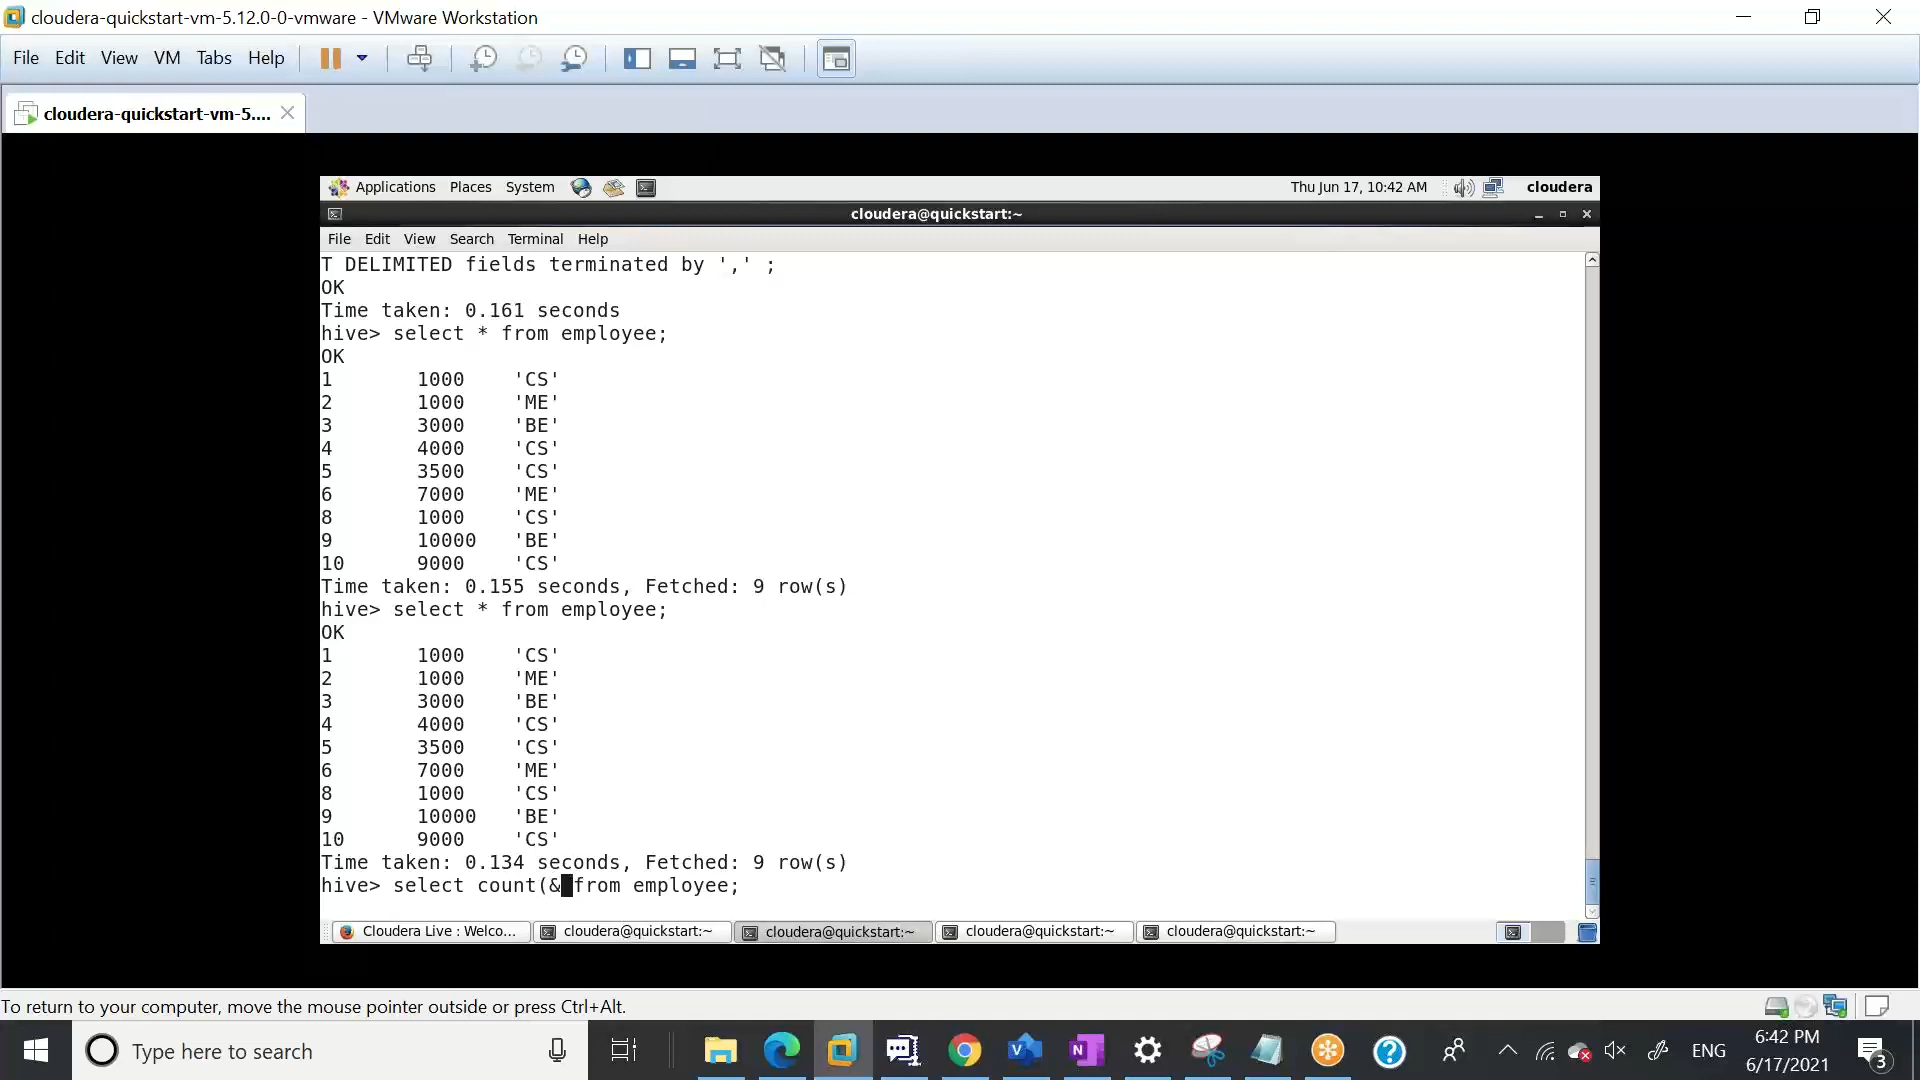 cloudera-quickstart-vm-5.12.0-0-vmware - VMware Workstation
File Edit View VM Tabs Help
cloudera-quickstart-vm-5....
Applications Places System Thu Jun 17, 10:42 AM cloudera
cloudera@quickstart:~
File Edit View Search Terminal Help
T DELIMITED fields terminated by ',' ;
OK
Time taken: 0.161 seconds
hive> select * from employee;
OK
1 1000 'CS'
2 1000 'ME'
3 3000 'BE'
4 4000 'CS'
5 3500 'CS'
6 7000 'ME'
8 1000 'CS'
9 10000 'BE'
10 9000 'CS'
Time taken: 0.155 seconds, Fetched: 9 row(s)
hive> select * from employee;
OK
1 1000 'CS'
2 1000 'ME'
3 3000 'BE'
4 4000 'CS'
5 3500 'CS'
6 7000 'ME'
8 1000 'CS'
9 10000 'BE'
10 9000 'CS'
Time taken: 0.134 seconds, Fetched: 9 row(s)
hive> select count(& from employee;
Cloudera Live : Welco... cloudera@quickstart:~ cloudera@quickstart:~ cloudera@quickstart:~ cloudera@quickstart:~
To return to your computer, move the mouse pointer outside or press Ctrl+Alt.
Type here to search ENG 6:42 PM
6/17/2021 3